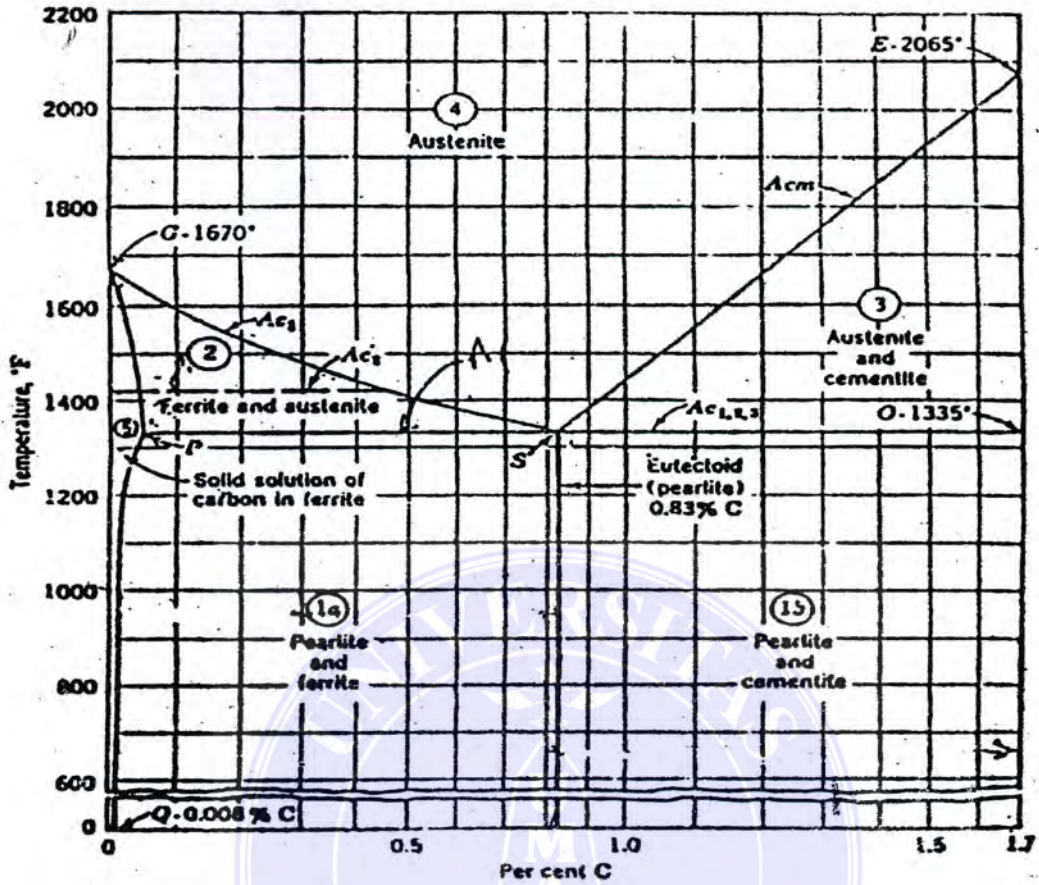 2200
E-2065°
4
2000
Austenite
Acm
1800
G-1670°
3
1600
Ac3
Austenite
and
cementite
2
Ac2
A1
Ferrite and austenite
1400
Ac1,2,3
O-1335°
S
Solid solution of
carbon in ferrite
Eutectoid
(pearlite)
0.83% C
1200
Temperature, °F
1000
1a
Pearlite
and
ferrite
1b
Pearlite
and
cementite
800
UNIVERSITAS
600
0
Q-0.008% C
0
0.5
1.0
1.5
1.7
Per cent C